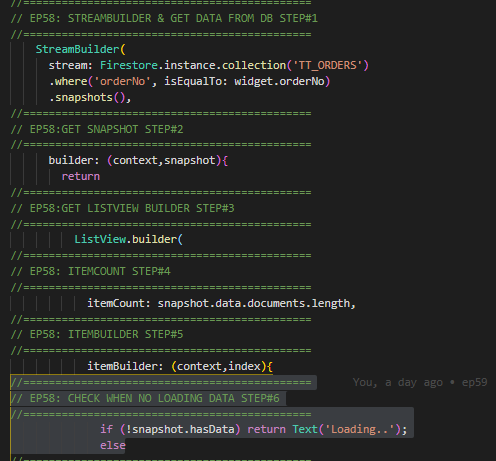 //=============================================
// EP58: STREAMBUILDER & GET DATA FROM DB STEP#1
//=============================================
StreamBuilder(
stream: Firestore.instance.collection('TT_ORDERS')
.where('orderNo', isEqualTo: widget.orderNo)
.snapshots(),
//=============================================
// EP58:GET SNAPSHOT STEP#2
//=============================================
builder: (context,snapshot){
return
//=============================================
// EP58:GET LISTVIEW BUILDER STEP#3
//=============================================
ListView.builder(
//=============================================
// EP58: ITEMCOUNT STEP#4
//=============================================
itemCount: snapshot.data.documents.length,
//=============================================
// EP58: ITEMBUILDER STEP#5
//=============================================
itemBuilder: (context,index){
//============================================= You, a day ago • ep59
// EP58: CHECK WHEN NO LOADING DATA STEP#6
//=============================================
if (!snapshot.hasData) return Text('Loading..');
else